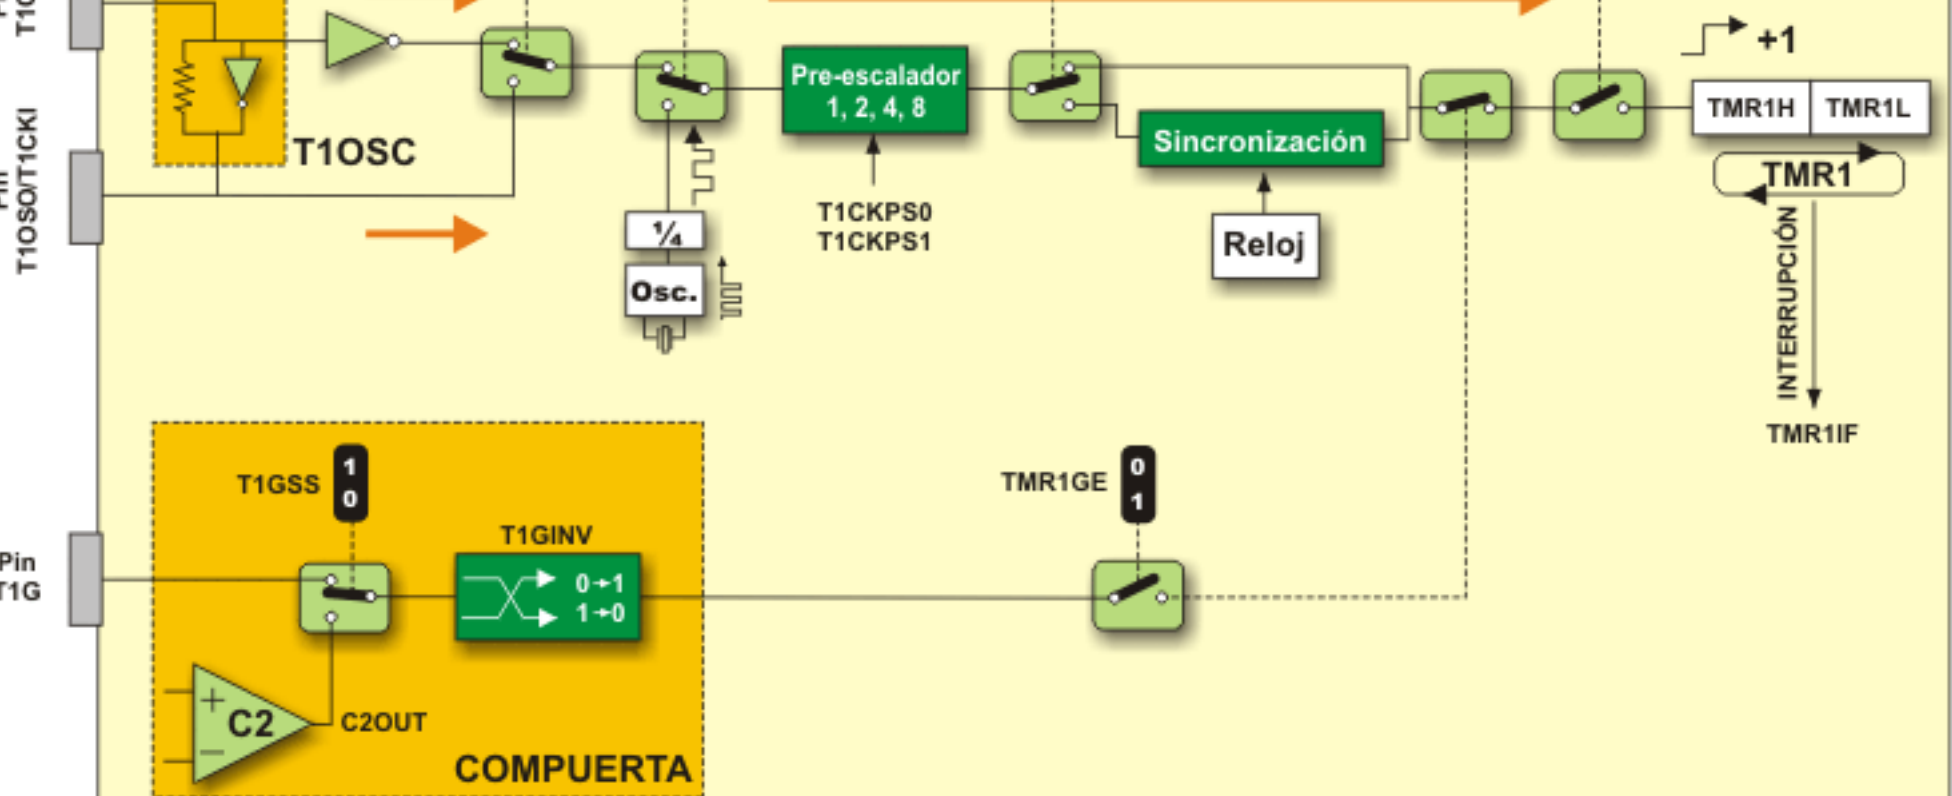 +1
Pre-escalador
1, 2, 4, 8
TMR1H
TMR1L
Sincronización
T1OSC
T1OSO/T1CKI
TMR1
T1CKPS0
T1CKPS1
¼
Reloj
Osc.
INTERRUPCIÓN
TMR1IF
T1GSS
1
0
TMR1GE
0
1
T1GINV
Pin
T1G
0→1
1→0
+
C2
−
C2OUT
COMPUERTA